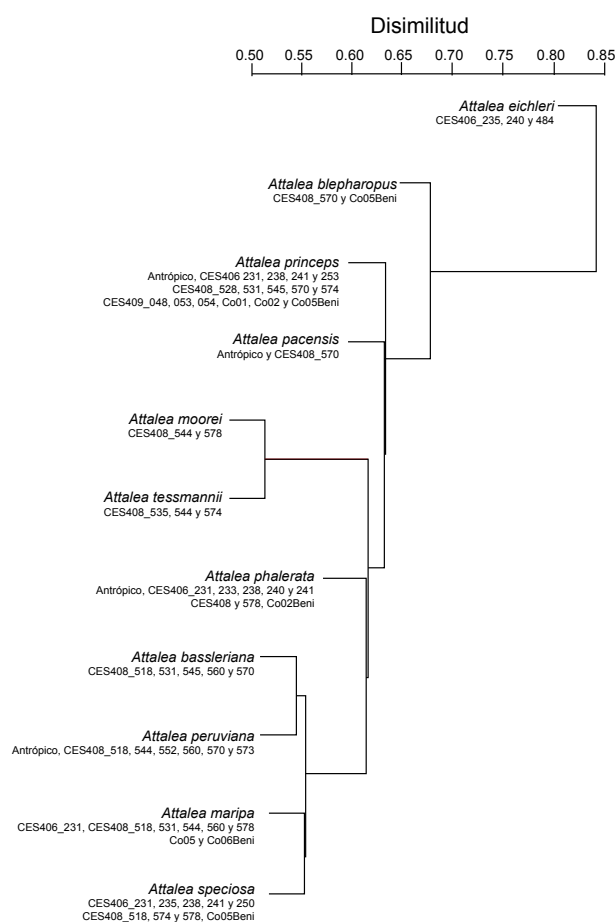 Disimilitud
0.50 0.55 0.60 0.65 0.70 0.75 0.80 0.85
Attalea eichleri
CES406_235, 240 y 484
Attalea blepharopus
CES408_570 y Co05Beni
Attalea princeps
Antrópico, CES406 231, 238, 241 y 253
CES408_528, 531, 545, 570 y 574
CES409_048, 053, 054, Co01, Co02 y Co05Beni
Attalea pacensis
Antrópico y CES408_570
Attalea moorei
CES408_544 y 578
Attalea tessmannii
CES408_535, 544 y 574
Attalea phalerata
Antrópico, CES406_231, 233, 238, 240 y 241
CES408 y 578, Co02Beni
Attalea bassleriana
CES408_518, 531, 545, 560 y 570
Attalea peruviana
Antrópico, CES408_518, 544, 552, 560, 570 y 573
Attalea maripa
CES406_231, CES408_518, 531, 544, 560 y 578
Co05 y Co06Beni
Attalea speciosa
CES406_231, 235, 238, 241 y 250
CES408_518, 574 y 578, Co05Beni